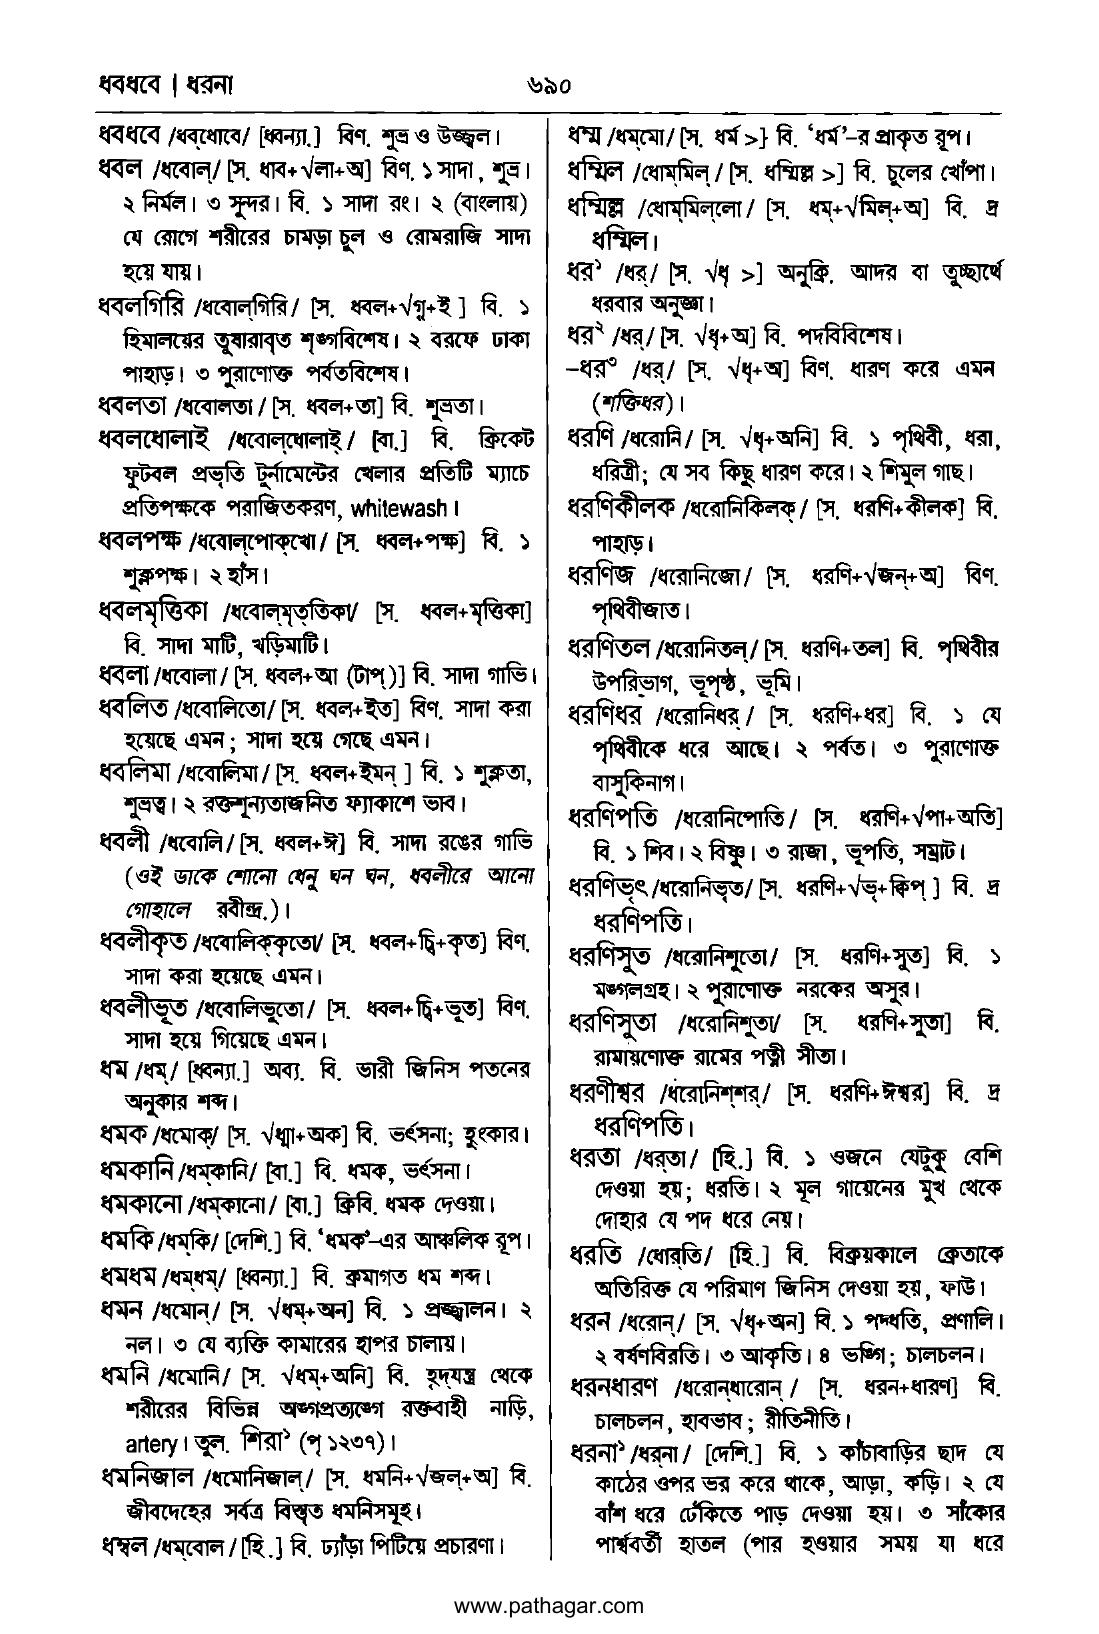 ধবধবে | ধরনা
৬৯০
ধবধবে /ধব্‌ধোবে/ [ধ্বন্যা.] বিণ. শুভ্র ও উজ্জ্বল।
ধবল /ধবোল্‌/ [স. ধাব+√লা+অ] বিণ. ১ সাদা, শুভ্র।
২ নির্মল। ৩ সুন্দর। বি. ১ সাদা রং। ২ (বাংলায়)
যে রোগে শরীরের চামড়া চুল ও রোমরাজি সাদা
হয়ে যায়।
ধবলগিরি /ধবোল্‌গিরি/ [স. ধবল+√গৄ+ই ] বি. ১
হিমালয়ের তুষারাবৃত শৃঙ্গবিশেষ। ২ বরফে ঢাকা
পাহাড়। ৩ পুরাণোক্ত পর্বতবিশেষ।
ধবলতা /ধবোলতা/ [স. ধবল+তা] বি. শুভ্রতা।
ধবলধোলাই /ধবোল্‌ধোলাই্‌/ [বা.] বি. ক্রিকেট
ফুটবল প্রভৃতি টুর্নামেন্টের খেলার প্রতিটি ম্যাচে
প্রতিপক্ষকে পরাজিতকরণ, whitewash।
ধবলপক্ষ /ধবোল্‌পোক্‌খো/ [স. ধবল+পক্ষ] বি. ১
শুক্লপক্ষ। ২ হাঁস।
ধবলমৃত্তিকা /ধবোল্‌মৃত্‌তিকা/ [স. ধবল+মৃত্তিকা]
বি. সাদা মাটি, খড়িমাটি।
ধবলা /ধবোলা/ [স. ধবল+আ (টাপ্‌)] বি. সাদা গাভি।
ধবলিত /ধবোলিতো/ [স. ধবল+ইত] বিণ. সাদা করা
হয়েছে এমন; সাদা হয়ে গেছে এমন।
ধবলিমা /ধবোলিমা/ [স. ধবল+ইমন্‌ ] বি. ১ শুক্লতা,
শুভ্রত্ব। ২ রক্তশূন্যতাজনিত ফ্যাকাশে ভাব।
ধবলী /ধবোলি/ [স. ধবল+ঈ] বি. সাদা রঙের গাভি
(ওই ডাকে শোনো ধেনু ঘন ঘন, ধবলীরে আনো
গোহালে রবীন্দ্র.)।
ধবলীকৃত /ধবোলিক্‌কৃতো/ [স. ধবল+চ্বি+কৃত] বিণ.
সাদা করা হয়েছে এমন।
ধবলীভূত /ধবোলিভুতো/ [স. ধবল+চ্বি+ভূত] বিণ.
সাদা হয়ে গিয়েছে এমন।
ধম /ধম্‌/ [ধ্বন্যা.] অব্য. বি. ভারী জিনিস পতনের
অনুকার শব্দ।
ধমক /ধমোক্‌/ [স. √ধ্মা+অক] বি. ভর্ৎসনা; হুংকার।
ধমকানি /ধম্‌কানি/ [বা.] বি. ধমক, ভর্ৎসনা।
ধমকানো /ধম্‌কানো/ [বা.] ক্রিবি. ধমক দেওয়া।
ধমকি /ধম্‌কি/ [দেশি.] বি. ‘ধমক’-এর আঞ্চলিক রূপ।
ধমধম /ধম্‌ধম্‌/ [ধ্বন্যা.] বি. ক্রমাগত ধম শব্দ।
ধমন /ধমোন্‌/ [স. √ধম্‌+অন] বি. ১ প্রজ্জ্বালন। ২
নল। ৩ যে ব্যক্তি কামারের হাপর চালায়।
ধমনি /ধমোনি/ [স. √ধম্‌+অনি] বি. হৃদযন্ত্র থেকে
শরীরের বিভিন্ন অঙ্গপ্রত্যঙ্গে রক্তবাহী নাড়ি,
artery। তুল. শিরা¹ (পৃ ১২৩৭)।
ধমনিজাল /ধমোনিজাল্‌/ [স. ধমনি+√জল্‌+অ] বি.
জীবদেহের সর্বত্র বিস্তৃত ধমনিসমূহ।
ধম্বল /ধম্‌বোল/ [হি.] বি. ঢ্যাঁড়া পিটিয়ে প্রচারণা।
ধম্ম /ধম্‌মো/ [স. ধর্ম >} বি. ‘ধর্ম’-র প্রাকৃত রূপ।
ধম্মিল /ধোম্‌মিল্‌/ [স. ধম্মিল্ল >] বি. চুলের খোঁপা।
ধম্মিল্ল /ধোম্‌মিল্‌লো/ [স. ধম্‌+√মিল্‌+অ] বি. দ্র
ধম্মিল।
ধর¹ /ধর্‌/ [স. √ধৃ >] অনুক্রি. আদর বা তুচ্ছার্থে
ধরবার অনুজ্ঞা।
ধর² /ধর্‌/ [স. √ধৃ+অ] বি. পদবিবিশেষ।
-ধর³ /ধর্‌/ [স. √ধৃ+অ] বিণ. ধারণ করে এমন
(শক্তিধর)।
ধরণি /ধরোনি/ [স. √ধৃ+অনি] বি. ১ পৃথিবী, ধরা,
ধরিত্রী; যে সব কিছু ধারণ করে। ২ শিমুল গাছ।
ধরণিকীলক /ধরোনিকিলক্‌/ [স. ধরণি+কীলক] বি.
পাহাড়।
ধরণিজ /ধরোনিজো/ [স. ধরণি+√জন্‌+অ] বিণ.
পৃথিবীজাত।
ধরণিতল /ধরোনিতল্‌/ [স. ধরণি+তল] বি. পৃথিবীর
উপরিভাগ, ভূপৃষ্ঠ, ভূমি।
ধরণিধর /ধরোনিধর্‌/ [স. ধরণি+ধর] বি. ১ যে
পৃথিবীকে ধরে আছে। ২ পর্বত। ৩ পুরাণোক্ত
বাসুকিনাগ।
ধরণিপতি /ধরোনিপোতি/ [স. ধরণি+√পা+অতি]
বি. ১ শিব। ২ বিষ্ণু। ৩ রাজা, ভূপতি, সম্রাট।
ধরণিভৃৎ /ধরোনিভৃত/ [স. ধরণি+√ভৃ+ক্বিপ্‌ ] বি. দ্র
ধরণিপতি।
ধরণিসুত /ধরোনিশুতো/ [স. ধরণি+সুত] বি. ১
মঙ্গলগ্রহ। ২ পুরাণোক্ত নরকের অসুর।
ধরণিসুতা /ধরোনিশুতা/ [স. ধরণি+সুতা] বি.
রামায়ণোক্ত রামের পত্নী সীতা।
ধরণীশ্বর /ধরোনিশ্‌শর্‌/ [স. ধরণি+ঈশ্বর] বি. দ্র
ধরণিপতি।
ধরতা /ধর্‌তা/ [হি.] বি. ১ ওজনে যেটুকু বেশি
দেওয়া হয়; ধরতি। ২ মূল গায়েনের মুখ থেকে
দোহার যে পদ ধরে নেয়।
ধরতি /ধোর্‌তি/ [হি.] বি. বিক্রয়কালে ক্রেতাকে
অতিরিক্ত যে পরিমাণ জিনিস দেওয়া হয়, ফাউ।
ধরন /ধরোন্‌/ [স. √ধৃ+অন] বি. ১ পদ্ধতি, প্রণালি।
২ বর্ষণবিরতি। ৩ আকৃতি। ৪ ভঙ্গি; চালচলন।
ধরনধারণ /ধরোন্‌ধারোন্‌/ [স. ধরন+ধারণ] বি.
চালচলন, হাবভাব; রীতিনীতি।
ধরনা¹ /ধর্‌না/ [দেশি.] বি. ১ কাঁচাবাড়ির ছাদ যে
কাঠের ওপর ভর করে থাকে, আড়া, কড়ি। ২ যে
বাঁশ ধরে ঢেঁকিতে পাড় দেওয়া হয়। ৩ সাঁকোর
পার্শ্ববর্তী হাতল (পার হওয়ার সময় যা ধরে
www.pathagar.com